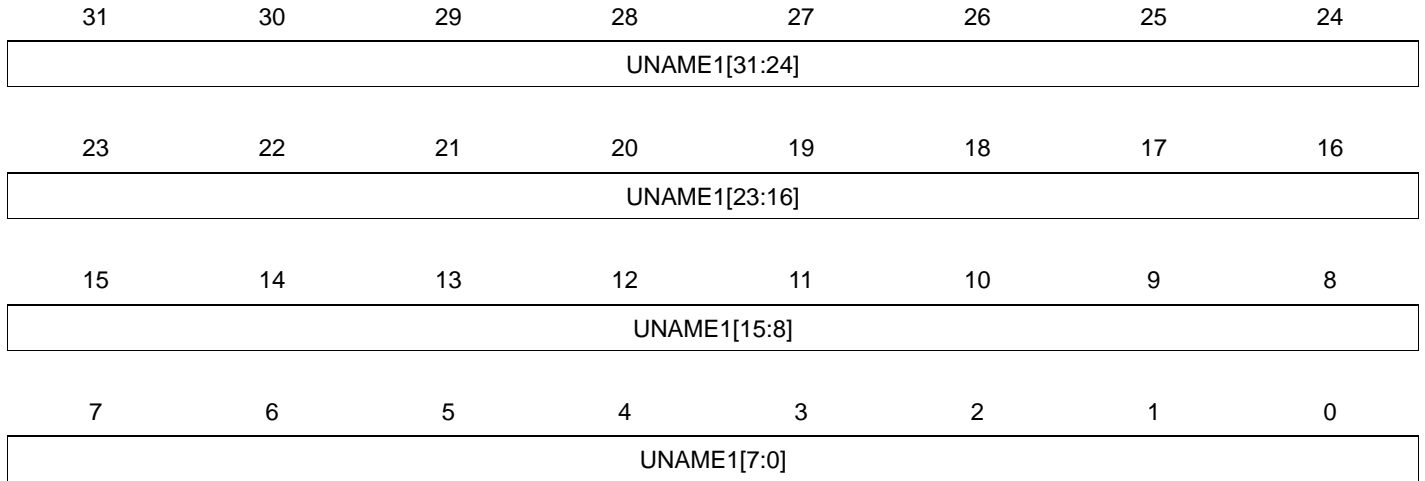 31 30 29 28 27 26 25 24
UNAME1[31:24]
23 22 21 20 19 18 17 16
UNAME1[23:16]
15 14 13 12 11 10 9 8
UNAME1[15:8]
7 6 5 4 3 2 1 0
UNAME1[7:0]